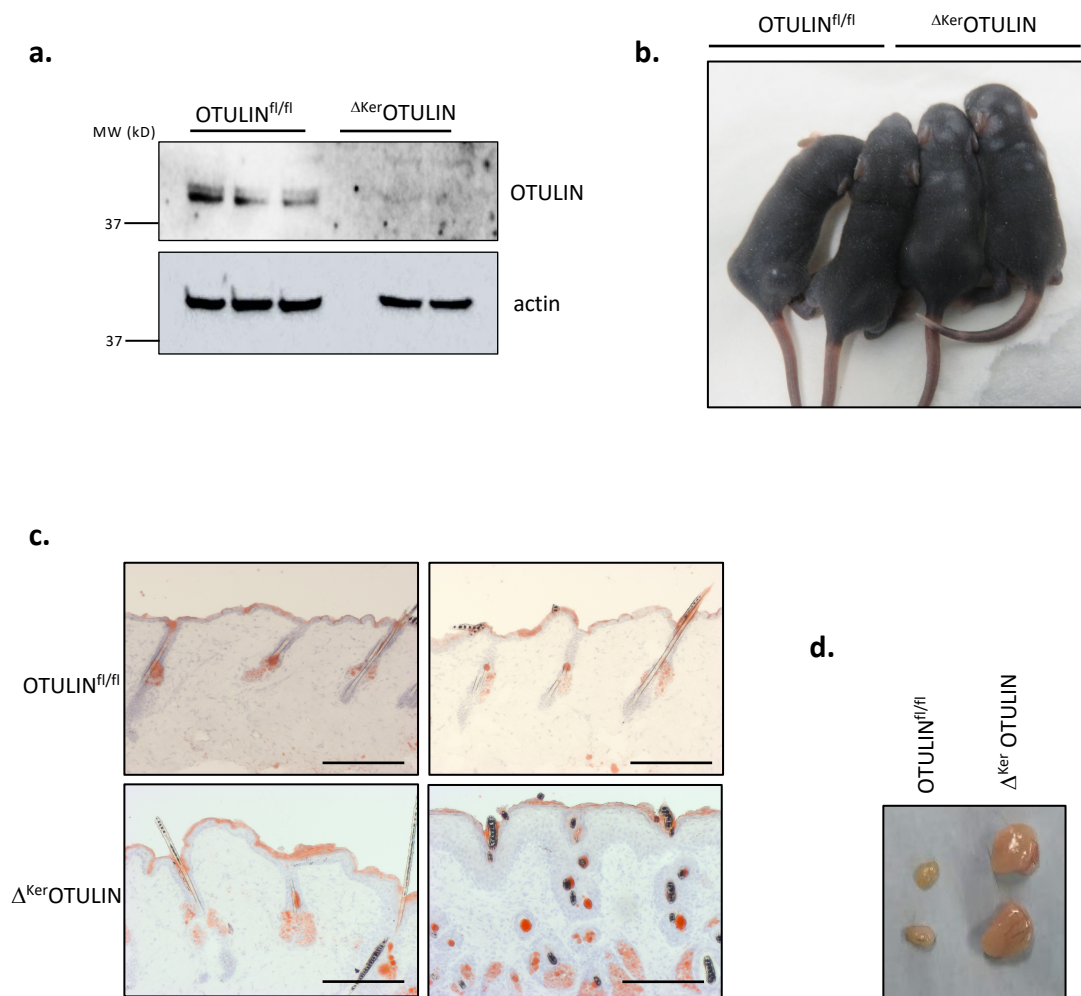 a.
OTULIN^fl/fl
ΔKerOTULIN
MW (kD)
OTULIN
37
actin
37
b.
OTULIN^fl/fl
ΔKerOTULIN
c.
OTULIN^fl/fl
ΔKerOTULIN
d.
OTULIN^fl/fl
ΔKer OTULIN